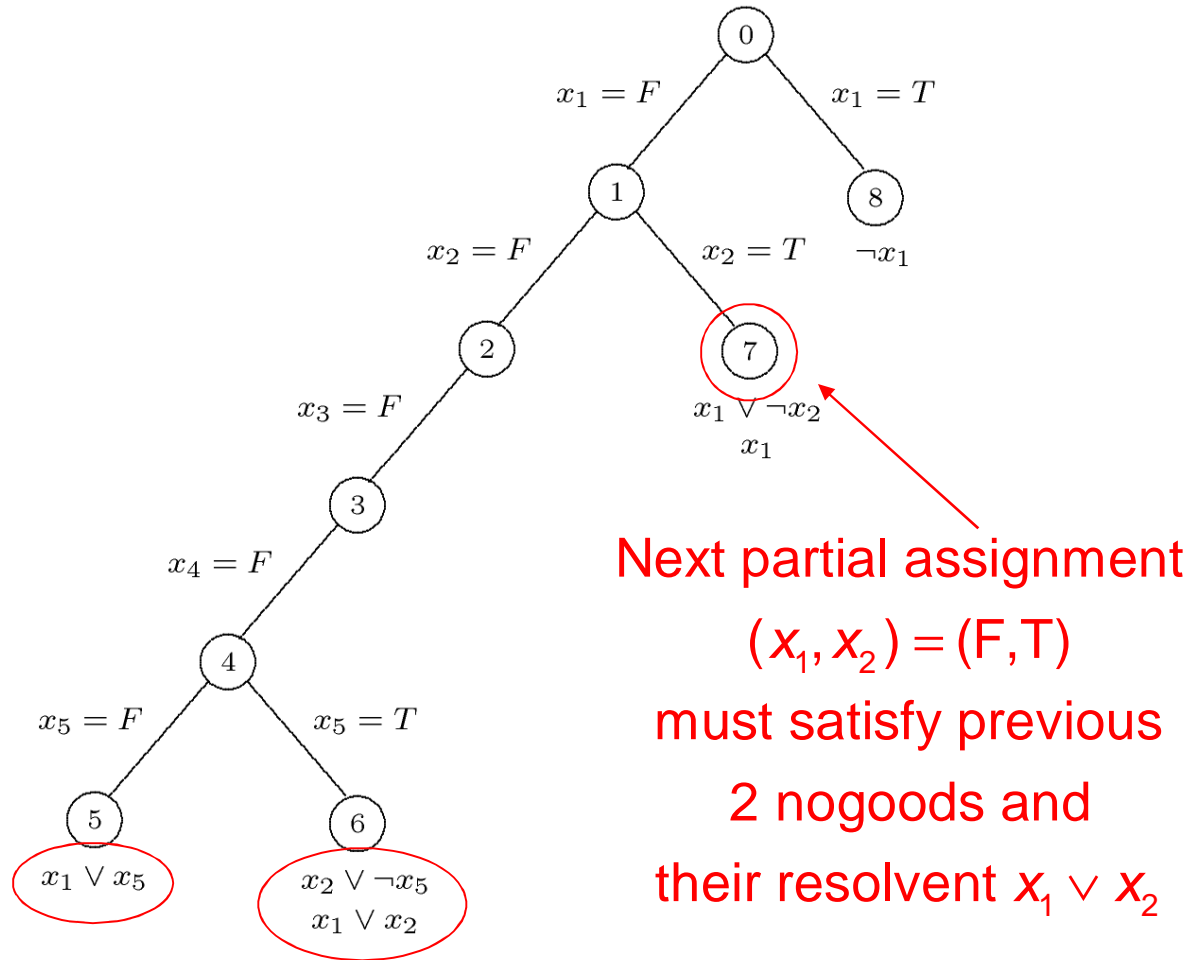 0
x₁ = F
x₁ = T
1
8
¬x₁
x₂ = F
x₂ = T
2
7
x₁ ∨ ¬x₂
x₁
x₃ = F
3
x₄ = F
4
x₅ = F
x₅ = T
5
6
x₁ ∨ x₅
x₂ ∨ ¬x₅
x₁ ∨ x₂
Next partial assignment
(x₁, x₂) = (F,T)
must satisfy previous
2 nogoods and
their resolvent x₁ ∨ x₂